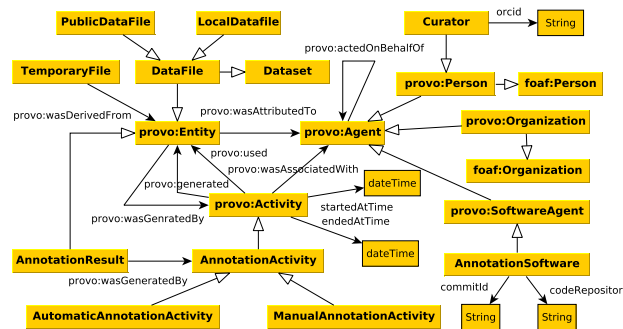 PublicDataFile
LocalDatafile
Curator
orcid
String
provo:actedOnBehalfOf
TemporaryFile
DataFile
Dataset
provo:Person
foaf:Person
provo:wasDerivedFrom
provo:wasAttributedTo
provo:Organization
provo:Entity
provo:Agent
provo:used
provo:wasAssociatedWith
foaf:Organization
provo:generated
dateTime
provo:Activity
startedAtTime
endedAtTime
provo:SoftwareAgent
provo:wasGenratedBy
dateTime
AnnotationResult
AnnotationActivity
AnnotationSoftware
provo:wasGeneratedBy
commitId
codeRepositor
AutomaticAnnotationActivity
ManualAnnotationActivity
String
String